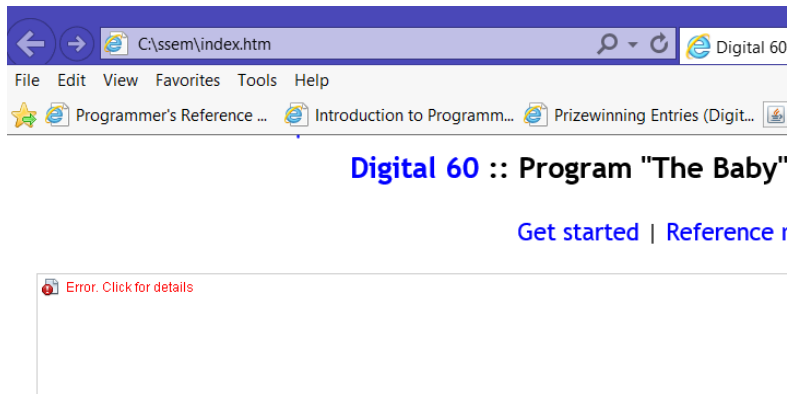 C:\ssem\index.htm Digital 60
File Edit View Favorites Tools Help
Programmer's Reference ... Introduction to Programm... Prizewinning Entries (Digit...
Digital 60 :: Program "The Baby"
Get started | Reference
Error. Click for details